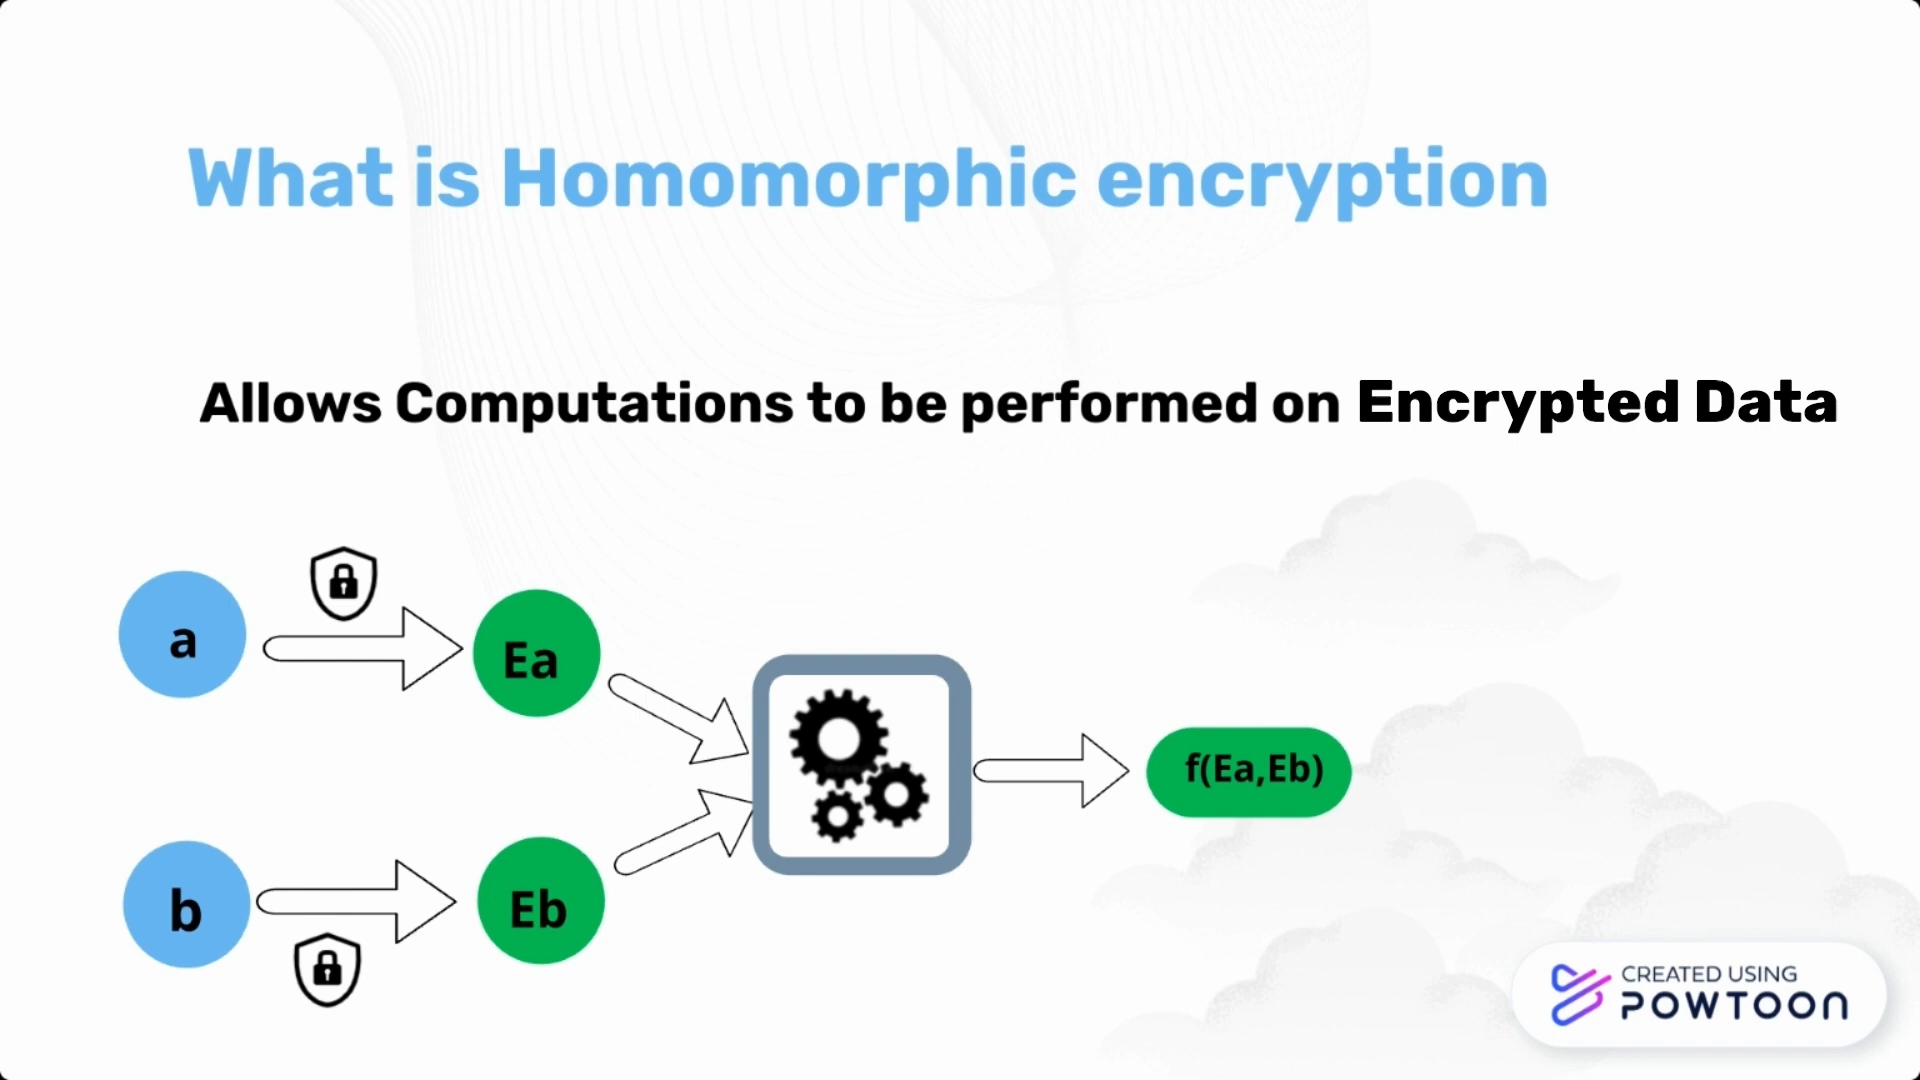 What is Homomorphic encryption
Allows Computations to be performed on Encrypted Data
a
Ea
f(Ea,Eb)
b
Eb
CREATED USING
POWTOON